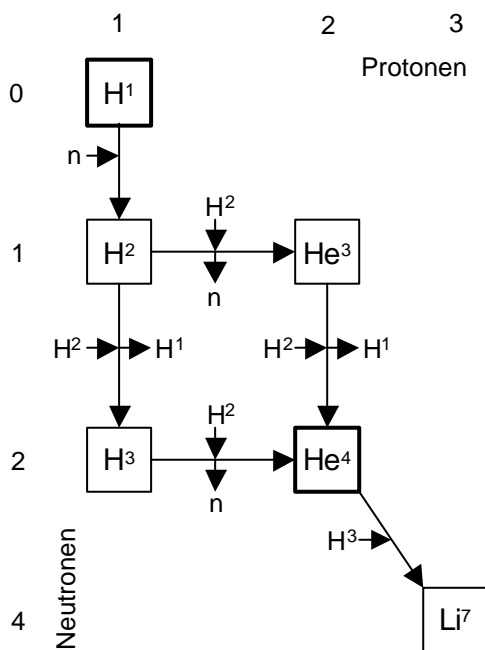 1 2 3
Protonen
0 H¹
n
H²
1 H² He³
n
H² H¹ H² H¹
H²
2 H³ He⁴
n
H³
Neutronen
4 Li⁷